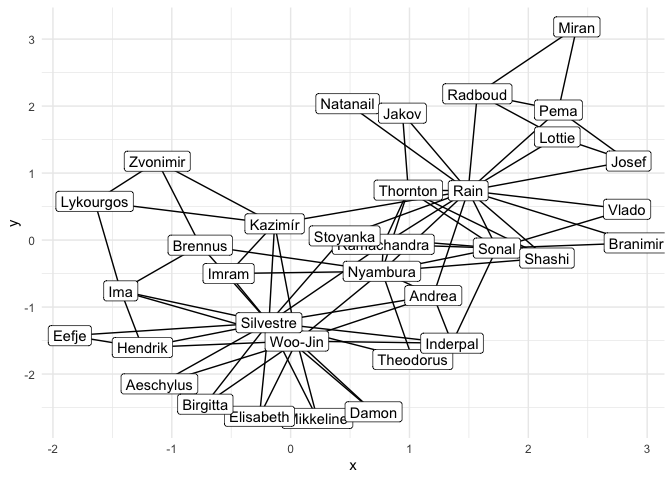 Miran
3
Radboud
Natanail
Pema
2
Jakov
Lottie
Zvonimir
Josef
1
Thornton
Rain
Lykourgos
Vlado
Kazimír
Stoyanka
Ramachandra
Branimir
Brennus
Sonal
0
Shashi
Imram
Nyambura
y
Ima
Andrea
-1
Silvestre
Eefje
Woo-Jin
Inderpal
Hendrik
Theodorus
-2
Aeschylus
Birgitta
Damon
Elisabeth
Mikkeline
-2
-1
0
1
2
3
x